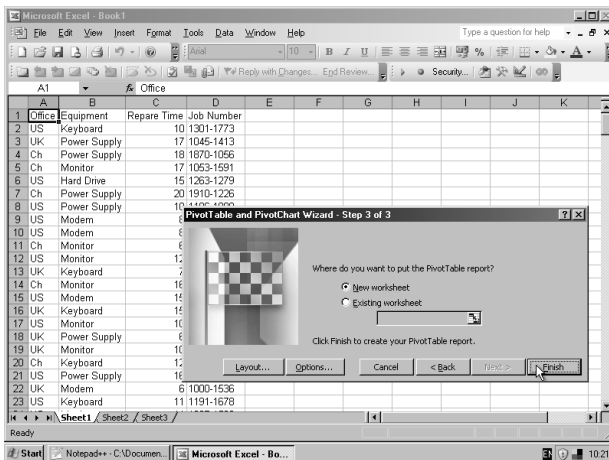 Microsoft Excel - Book1
File Edit View Insert Format Tools Data Window Help
Type a question for help
Arial 10 B I U
Reply with Changes... End Review...
Security...
A1 fx Office
A B C D E F G H I J K
1 Office Equipment Repare Time Job Number
2 US Keyboard 10 1301-1773
3 UK Power Supply 17 1045-1413
4 Ch Power Supply 18 1870-1056
5 Ch Monitor 17 1053-1591
6 US Hard Drive 15 1263-1279
7 Ch Power Supply 20 1910-1226
8 US Power Supply
9 US Modem
10 US Modem
11 Ch Monitor
12 US Monitor
13 UK Keyboard
14 Ch Monitor
15 US Modem
16 UK Keyboard
17 US Monitor
18 UK Power Supply
19 UK Monitor
20 Ch Keyboard
21 US Power Supply
22 UK Modem 6 1000-1536
23 US Keyboard 11 1191-1678
PivotTable and PivotChart Wizard - Step 3 of 3
Where do you want to put the PivotTable report?
New worksheet
Existing worksheet
Click Finish to create your PivotTable report.
Layout... Options... Cancel < Back Next > Finish
Sheet1 Sheet2 Sheet3
Ready
Start Notepad++ - C:\Documen... Microsoft Excel - Bo... EN 10:21